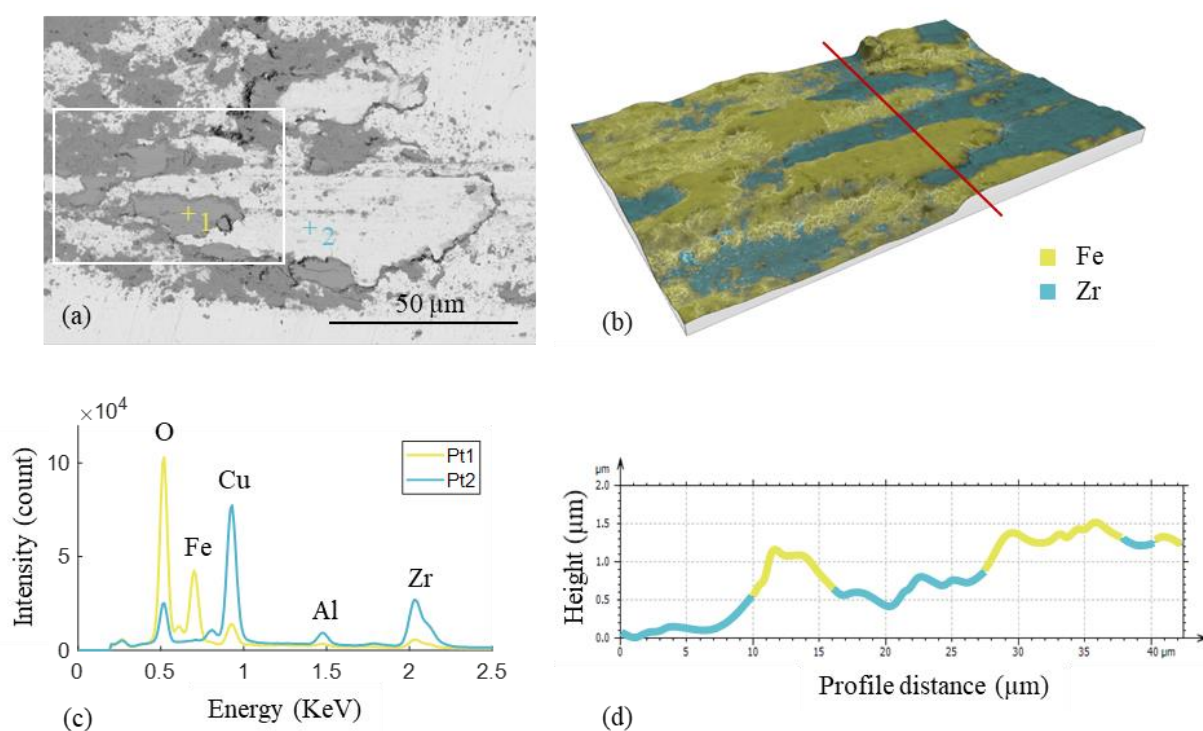 1
2
50 µm
(a)
Fe
Zr
(b)
×10⁴
O
Cu
Fe
Al
Zr
Pt1
Pt2
10
5
0
0 0.5 1 1.5 2 2.5
Intensity (count)
Energy (KeV)
(c)
µm
2.0
1.5
1.0
0.5
0.0
0 5 10 15 20 25 30 35 40 µm
Height (µm)
Profile distance (µm)
(d)